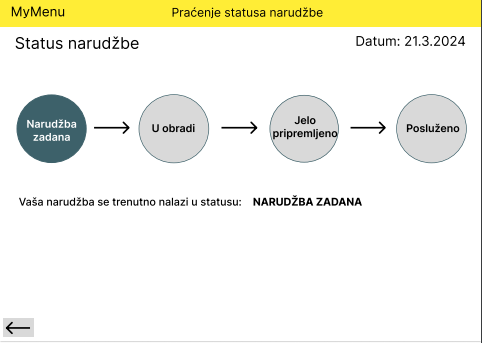 MyMenu
Praćenje statusa narudžbe
Status narudžbe
Datum: 21.3.2024
Narudžba
zadana
U obradi
Jelo
pripremljeno
Posluženo
Vaša narudžba se trenutno nalazi u statusu: NARUDŽBA ZADANA